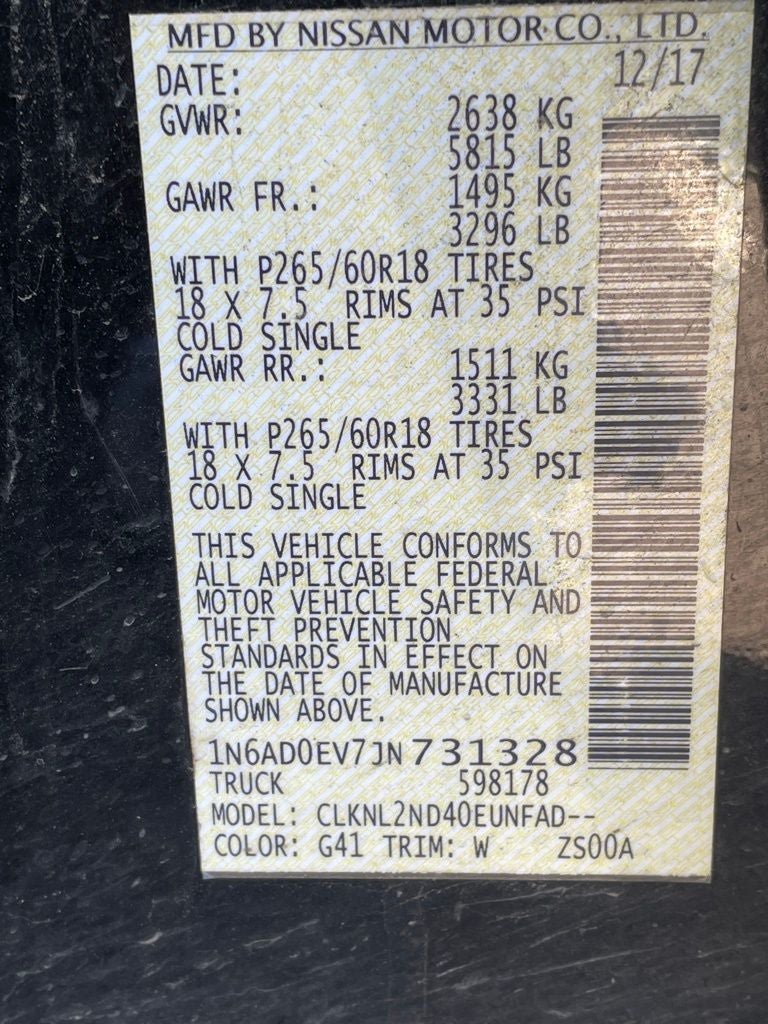 MFD BY NISSAN MOTOR CO., LTD.
DATE: 12/17
GVWR: 2638 KG
5815 LB
GAWR FR.: 1495 KG
3296 LB
WITH P265/60R18 TIRES
18 X 7.5 RIMS AT 35 PSI
COLD SINGLE
GAWR RR.: 1511 KG
3331 LB
WITH P265/60R18 TIRES
18 X 7.5 RIMS AT 35 PSI
COLD SINGLE
THIS VEHICLE CONFORMS TO
ALL APPLICABLE FEDERAL
MOTOR VEHICLE SAFETY AND
THEFT PREVENTION
STANDARDS IN EFFECT ON
THE DATE OF MANUFACTURE
SHOWN ABOVE.
1N6AD0EV7JN731328
TRUCK 598178
MODEL: CLKNL2ND40EUNFAD--
COLOR: G41 TRIM: W ZS00A